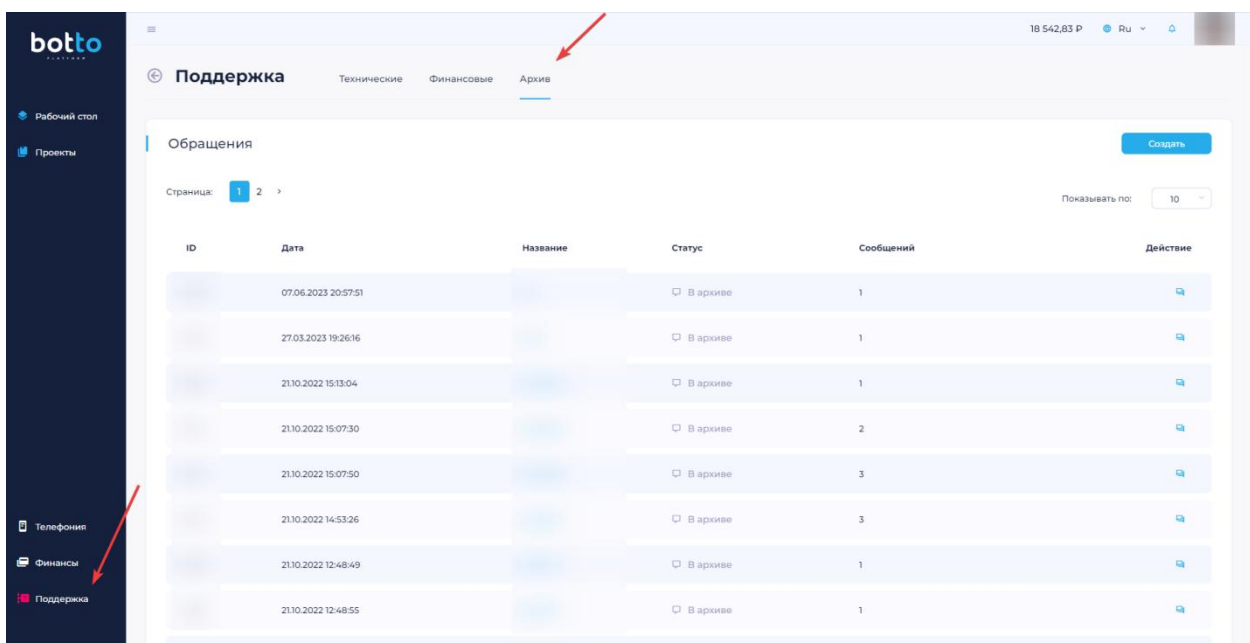 botto
PLATFORM
18 542,83 ₽ Ru
Поддержка Технические Финансовые Архив
Рабочий стол
Проекты
Обращения Создать
Страница: 1 2 >
Показывать по: 10
ID Дата Название Статус Сообщений Действие
07.06.2023 20:57:51 В архиве 1
27.03.2023 19:26:16 В архиве 1
21.10.2022 15:13:04 В архиве 1
21.10.2022 15:07:30 В архиве 2
21.10.2022 15:07:50 В архиве 3
21.10.2022 14:53:26 В архиве 3
21.10.2022 12:48:49 В архиве 1
21.10.2022 12:48:55 В архиве 1
Телефония
Финансы
Поддержка